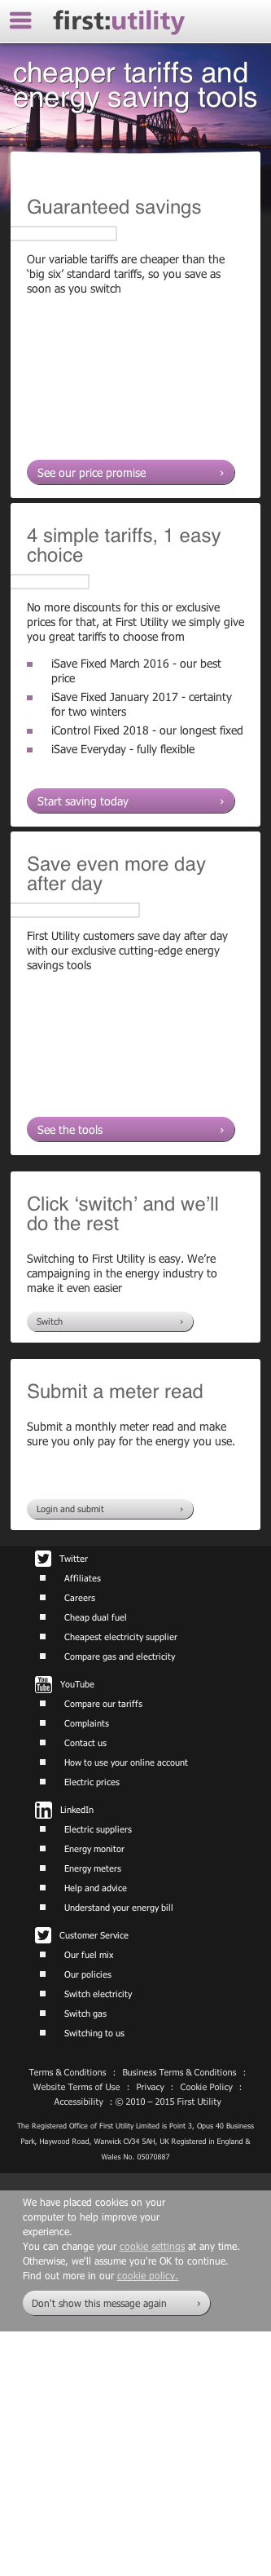 first:utility
cheaper tariffs and
energy saving tools
Guaranteed savings
Our variable tariffs are cheaper than the
‘big six’ standard tariffs, so you save as
soon as you switch
See our price promise ›
4 simple tariffs, 1 easy
choice
No more discounts for this or exclusive
prices for that, at First Utility we simply give
you great tariffs to choose from
iSave Fixed March 2016 - our best
price
iSave Fixed January 2017 - certainty
for two winters
iControl Fixed 2018 - our longest fixed
iSave Everyday - fully flexible
Start saving today ›
Save even more day
after day
First Utility customers save day after day
with our exclusive cutting-edge energy
savings tools
See the tools ›
Click ‘switch’ and we’ll
do the rest
Switching to First Utility is easy. We’re
campaigning in the energy industry to
make it even easier
Switch ›
Submit a meter read
Submit a monthly meter read and make
sure you only pay for the energy you use.
Login and submit ›
Twitter
Affiliates
Careers
Cheap dual fuel
Cheapest electricity supplier
Compare gas and electricity
You Tube YouTube
Compare our tariffs
Complaints
Contact us
How to use your online account
Electric prices
in LinkedIn
Electric suppliers
Energy monitor
Energy meters
Help and advice
Understand your energy bill
Customer Service
Our fuel mix
Our policies
Switch electricity
Switch gas
Switching to us
Terms & Conditions : Business Terms & Conditions :
Website Terms of Use : Privacy : Cookie Policy :
Accessibility : © 2010 – 2015 First Utility
The Registered Office of First Utility Limited is Point 3, Opus 40 Business
Park, Haywood Road, Warwick CV34 5AH, UK Registered in England &
Wales No. 05070887
We have placed cookies on your
computer to help improve your
experience.
You can change your cookie settings at any time.
Otherwise, we'll assume you're OK to continue.
Find out more in our cookie policy.
Don't show this message again ›